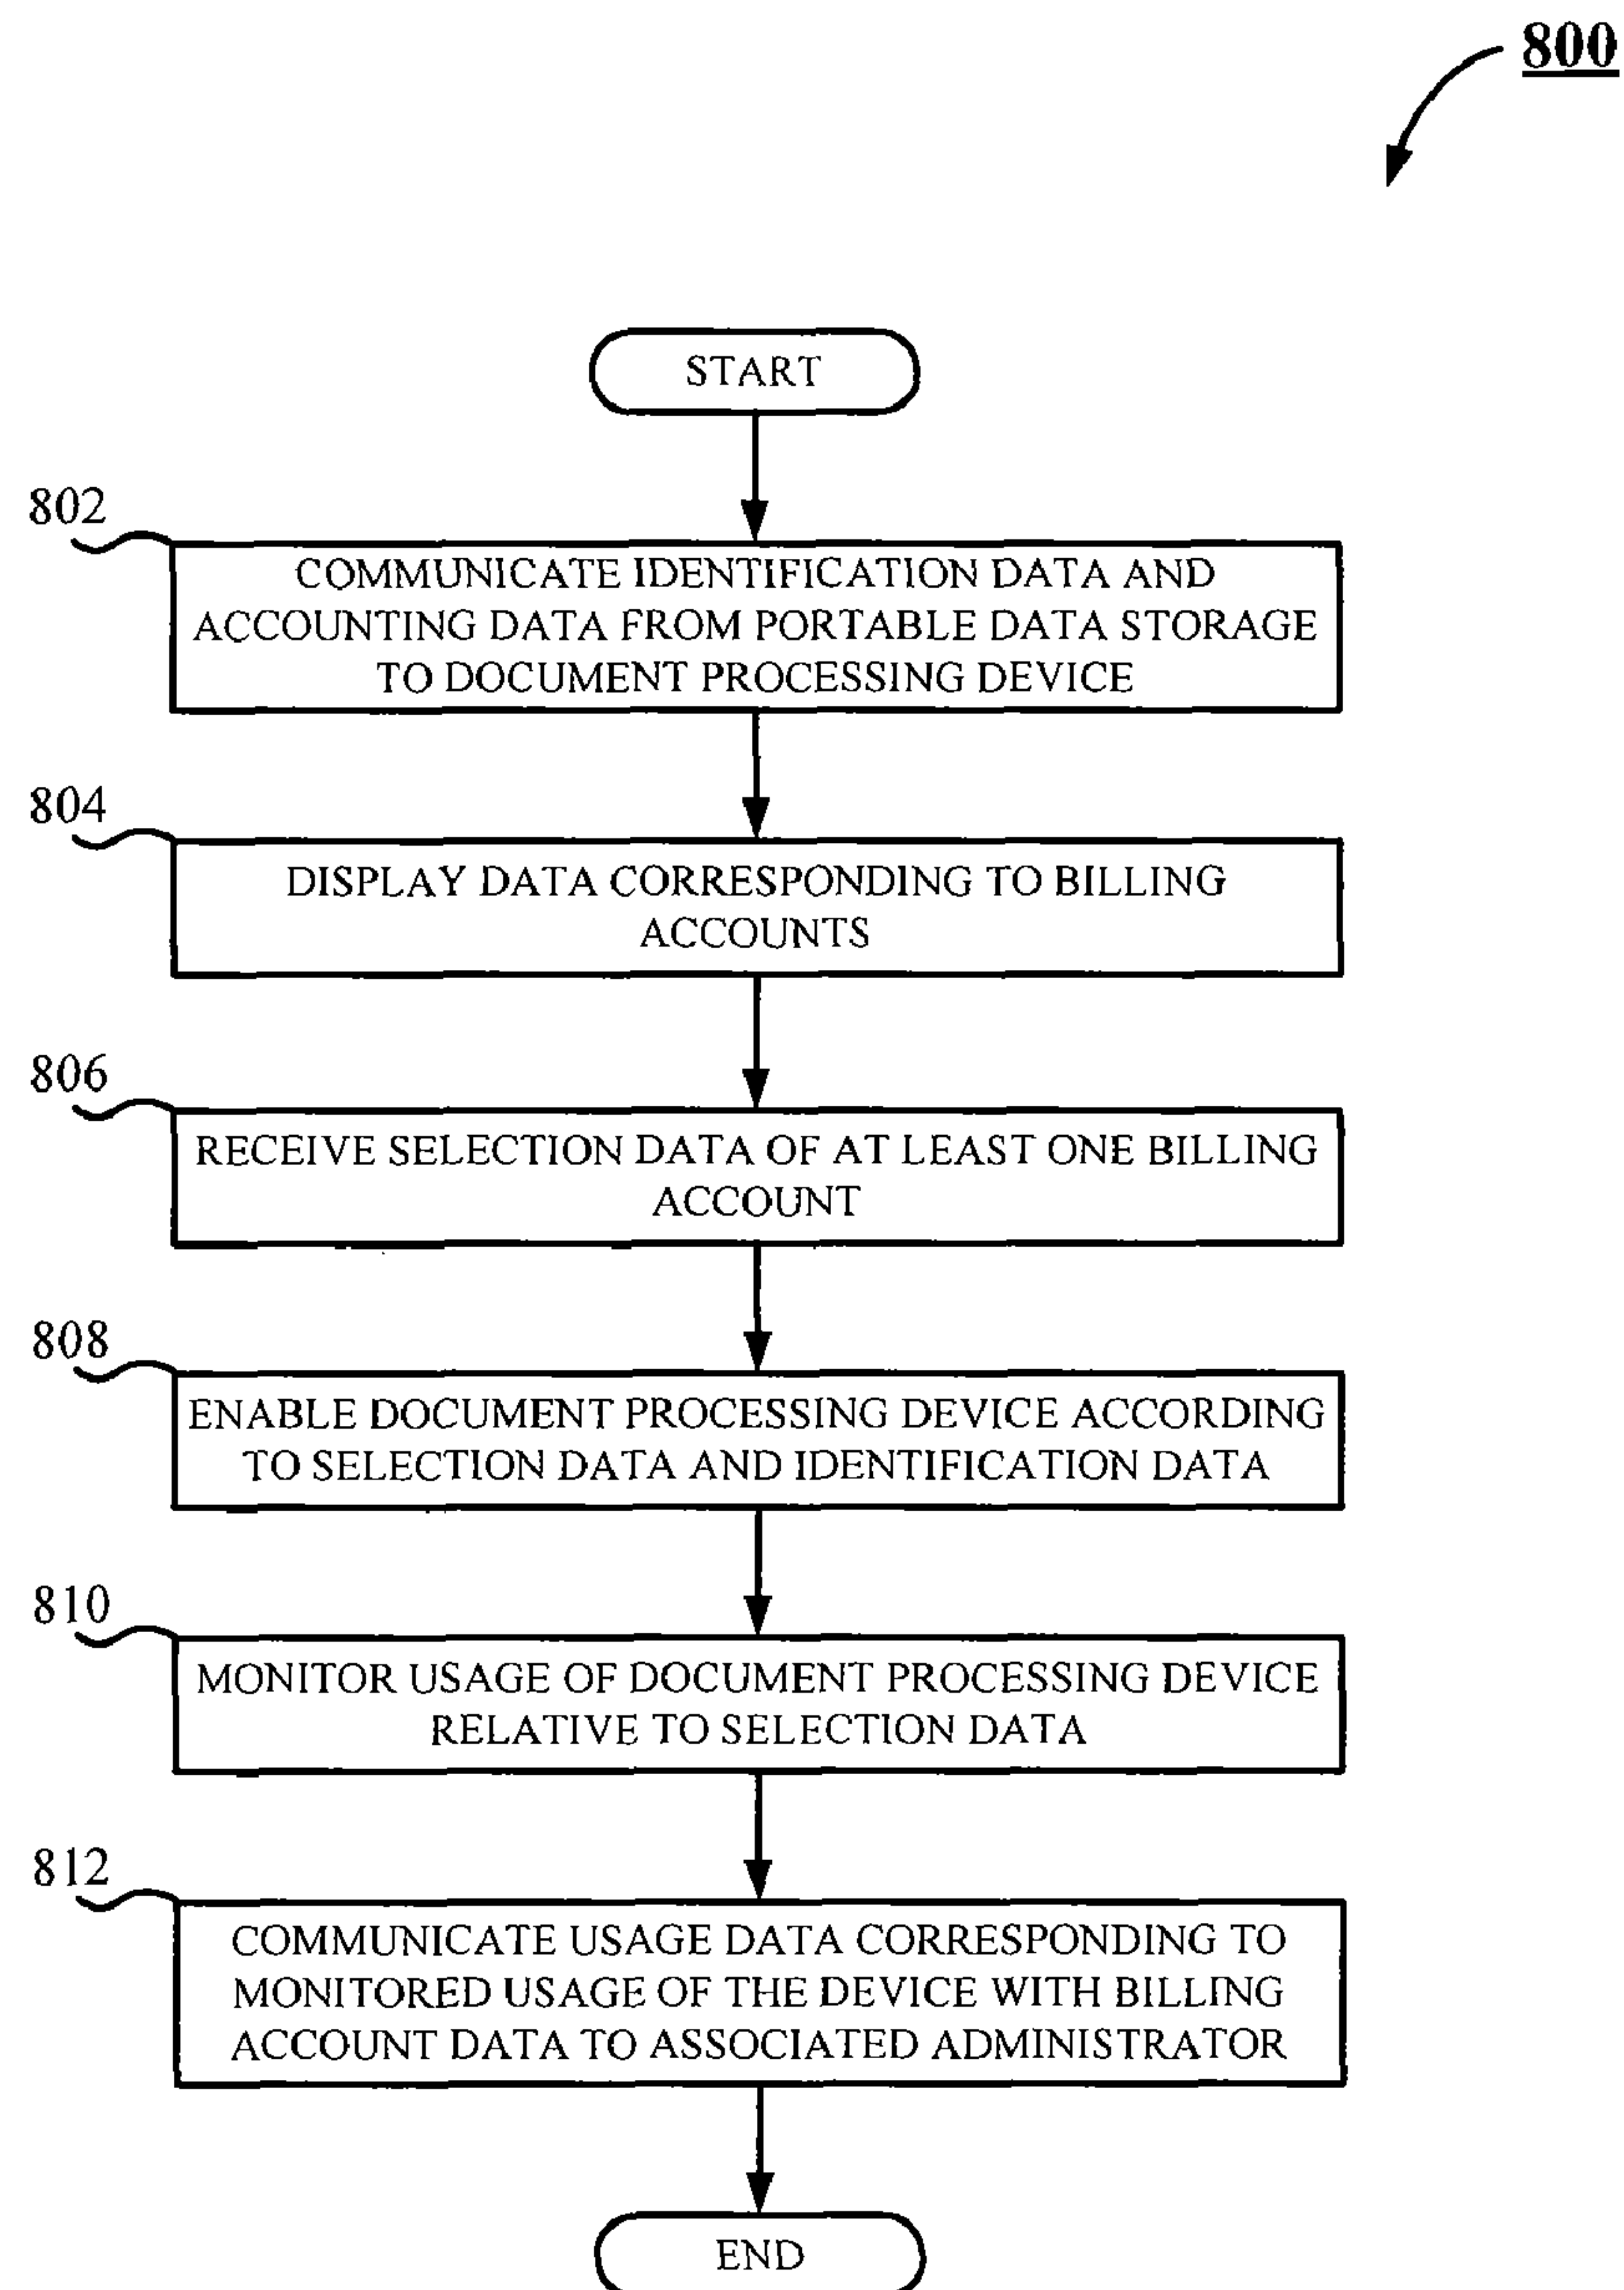 800
START
802
COMMUNICATE IDENTIFICATION DATA AND
ACCOUNTING DATA FROM PORTABLE DATA STORAGE
TO DOCUMENT PROCESSING DEVICE
804
DISPLAY DATA CORRESPONDING TO BILLING
ACCOUNTS
806
RECEIVE SELECTION DATA OF AT LEAST ONE BILLING
ACCOUNT
808
ENABLE DOCUMENT PROCESSING DEVICE ACCORDING
TO SELECTION DATA AND IDENTIFICATION DATA
810
MONITOR USAGE OF DOCUMENT PROCESSING DEVICE
RELATIVE TO SELECTION DATA
812
COMMUNICATE USAGE DATA CORRESPONDING TO
MONITORED USAGE OF THE DEVICE WITH BILLING
ACCOUNT DATA TO ASSOCIATED ADMINISTRATOR
END